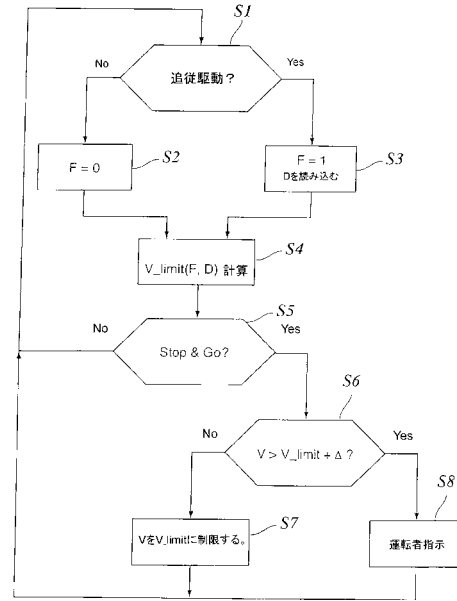 S1
No
Yes
追従駆動？
S2
F = 0
S3
F = 1
Dを読み込む
S4
V_limit(F, D) 計算
S5
No
Yes
Stop & Go?
S6
No
Yes
V > V_limit + Δ ?
S7
VをV_limitに制限する。
S8
運転者指示